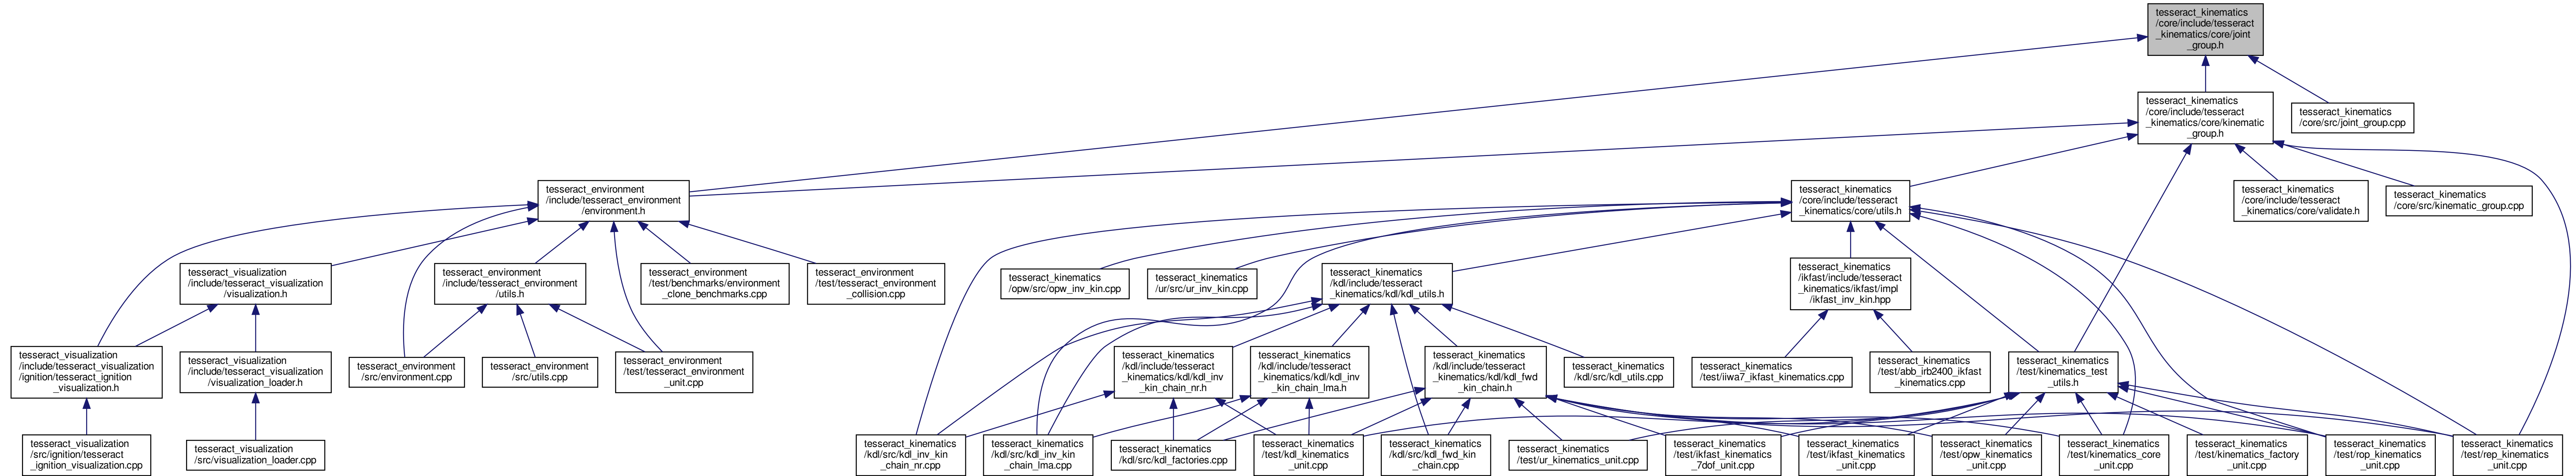 tesseract_kinematics
/core/include/tesseract
_kinematics/core/joint
_group.h
tesseract_kinematics
/core/include/tesseract
_kinematics/core/kinematic
_group.h
tesseract_kinematics
/core/src/joint_group.cpp
tesseract_environment
/include/tesseract_environment
/environment.h
tesseract_kinematics
/core/include/tesseract
_kinematics/core/utils.h
tesseract_kinematics
/core/include/tesseract
_kinematics/core/validate.h
tesseract_kinematics
/core/src/kinematic_group.cpp
tesseract_visualization
/include/tesseract_visualization
/visualization.h
tesseract_environment
/include/tesseract_environment
/utils.h
tesseract_environment
/test/benchmarks/environment
_clone_benchmarks.cpp
tesseract_environment
/test/tesseract_environment
_collision.cpp
tesseract_kinematics
/opw/src/opw_inv_kin.cpp
tesseract_kinematics
/ur/src/ur_inv_kin.cpp
tesseract_kinematics
/kdl/include/tesseract
_kinematics/kdl/kdl_utils.h
tesseract_kinematics
/ikfast/include/tesseract
_kinematics/ikfast/impl
/ikfast_inv_kin.hpp
tesseract_visualization
/include/tesseract_visualization
/ignition/tesseract_ignition
_visualization.h
tesseract_visualization
/include/tesseract_visualization
/visualization_loader.h
tesseract_environment
/src/environment.cpp
tesseract_environment
/src/utils.cpp
tesseract_environment
/test/tesseract_environment
_unit.cpp
tesseract_kinematics
/kdl/include/tesseract
_kinematics/kdl/kdl_inv
_kin_chain_nr.h
tesseract_kinematics
/kdl/include/tesseract
_kinematics/kdl/kdl_inv
_kin_chain_lma.h
tesseract_kinematics
/kdl/include/tesseract
_kinematics/kdl/kdl_fwd
_kin_chain.h
tesseract_kinematics
/kdl/src/kdl_utils.cpp
tesseract_kinematics
/test/iiwa7_ikfast_kinematics.cpp
tesseract_kinematics
/test/abb_irb2400_ikfast
_kinematics.cpp
tesseract_kinematics
/test/kinematics_test
_utils.h
tesseract_visualization
/src/ignition/tesseract
_ignition_visualization.cpp
tesseract_visualization
/src/visualization_loader.cpp
tesseract_kinematics
/kdl/src/kdl_inv_kin
_chain_nr.cpp
tesseract_kinematics
/kdl/src/kdl_inv_kin
_chain_lma.cpp
tesseract_kinematics
/kdl/src/kdl_factories.cpp
tesseract_kinematics
/test/kdl_kinematics
_unit.cpp
tesseract_kinematics
/kdl/src/kdl_fwd_kin
_chain.cpp
tesseract_kinematics
/test/ur_kinematics_unit.cpp
tesseract_kinematics
/test/ikfast_kinematics
_7dof_unit.cpp
tesseract_kinematics
/test/ikfast_kinematics
_unit.cpp
tesseract_kinematics
/test/opw_kinematics
_unit.cpp
tesseract_kinematics
/test/kinematics_core
_unit.cpp
tesseract_kinematics
/test/kinematics_factory
_unit.cpp
tesseract_kinematics
/test/rop_kinematics
_unit.cpp
tesseract_kinematics
/test/rep_kinematics
_unit.cpp